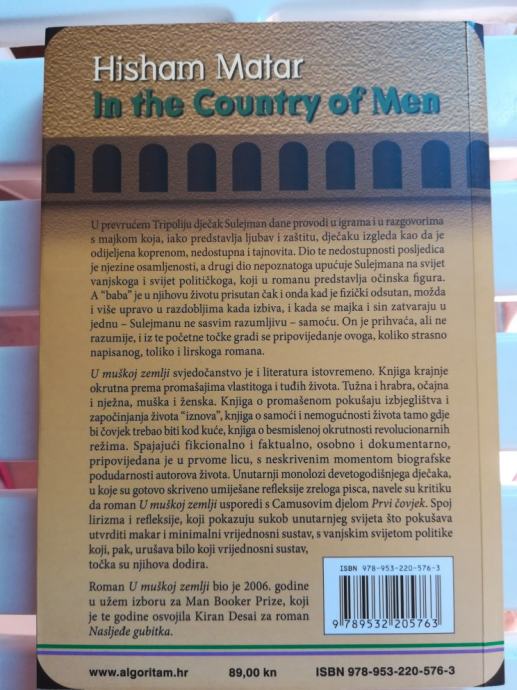 Hisham Matar
In the Country of Men
U prevrućem Tripoliju dječak Sulejman dane provodi u igrama i u razgovorima
s majkom koja, iako predstavlja ljubav i zaštitu, dječaku izgleda kao da je
odijeljena koprenom, nedostupna i tajnovita. Dio te nedostupnosti posljedica
je njezine osamljenosti, a drugi dio nepoznatoga upućuje Sulejmana na svijet
vanjskoga i svijet političkoga, koji u romanu predstavlja očinska figura.
A “baba” je u njihovu životu prisutan čak i onda kad je fizički odsutan, možda
i više upravo u razdobljima kada izbiva, i kada se majka i sin zatvaraju u
jednu – Sulejmanu ne sasvim razumljivu – samoću. On je prihvaća, ali ne
razumije, i iz te početne točke gradi se pripovijedanje ovoga, koliko strasno
napisanog, toliko i lirskoga romana.
U muškoj zemlji svjedočanstvo je i literatura istovremeno. Knjiga krajnje
okrutna prema promašajima vlastitoga i tuđih života. Tužna i hrabra, očajna
i nježna, muška i ženska. Knjiga o promašenom pokušaju izbjeglištva i
započinjanja života “iznova”, knjiga o samoći i nemogućnosti života tamo gdje
bi čovjek trebao biti kod kuće, knjiga o besmislenoj okrutnosti revolucionarnih
režima. Spajajući fikcionalno i faktualno, osobno i dokumentarno,
pripovijedana je u prvome licu, s neskrivenim momentom biografske
podudarnosti autorova života. Unutarnji monolozi devetogodišnjega dječaka,
u koje su gotovo skriveno umiješane refleksije zreloga pisca, navele su kritiku
da roman U muškoj zemlji usporedi s Camusovim djelom Prvi čovjek. Spoj
lirizma i refleksije, koji pokazuju sukob unutarnjeg svijeta što pokušava
utvrditi makar i minimalni vrijednosni sustav, s vanjskim svijetom politike
koji, pak, urušava bilo koji vrijednosni sustav,
točka su njihova dodira.
Roman U muškoj zemlji bio je 2006. godine
u užem izboru za Man Booker Prize, koji
je te godine osvojila Kiran Desai za roman
Nasljeđe gubitka.
ISBN 978-953-220-576-3
9 789532 205763
www.algoritam.hr 89,00 kn ISBN 978-953-220-576-3